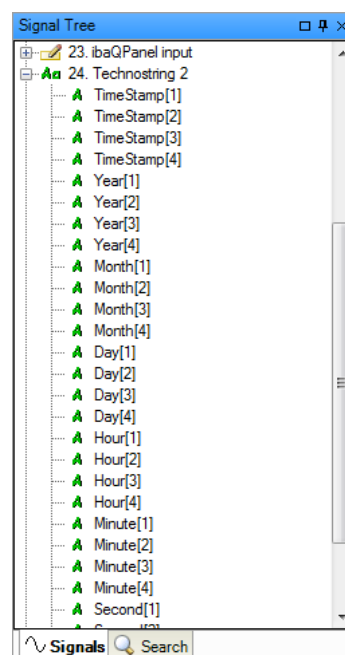 Signal Tree
23. ibaQPanel input
24. Technostring 2
TimeStamp[1]
TimeStamp[2]
TimeStamp[3]
TimeStamp[4]
Year[1]
Year[2]
Year[3]
Year[4]
Month[1]
Month[2]
Month[3]
Month[4]
Day[1]
Day[2]
Day[3]
Day[4]
Hour[1]
Hour[2]
Hour[3]
Hour[4]
Minute[1]
Minute[2]
Minute[3]
Minute[4]
Second[1]
Signals Search